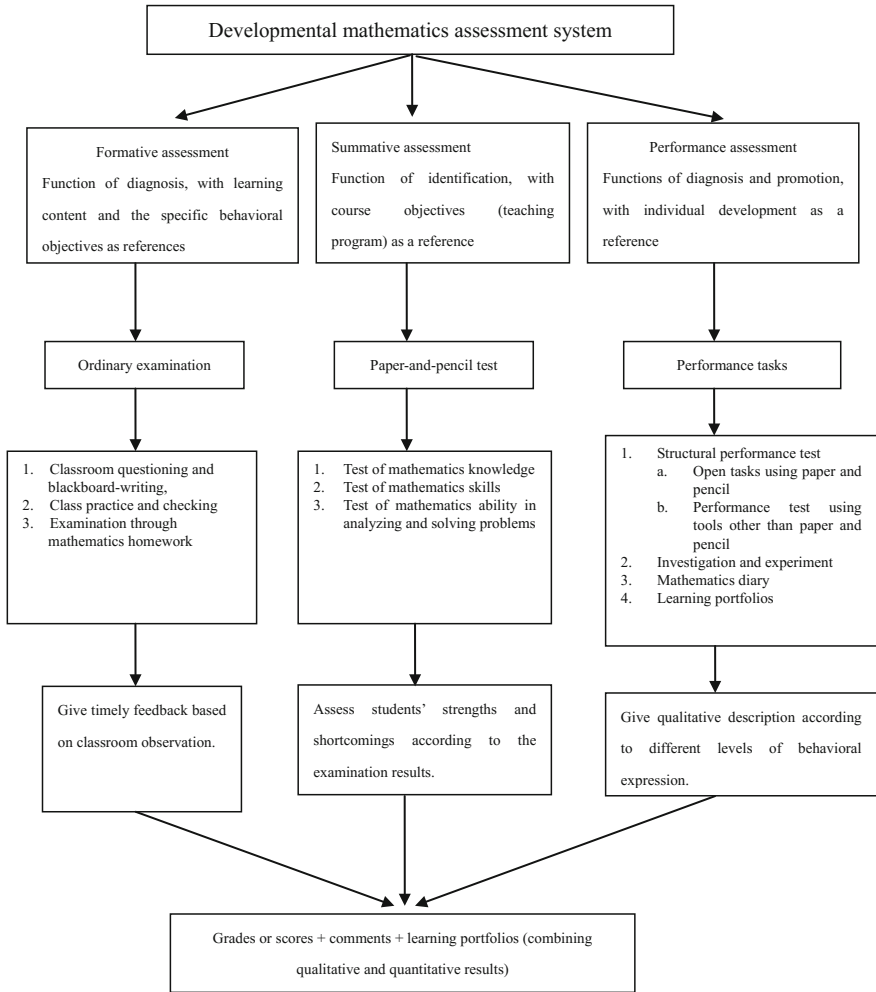 Developmental mathematics assessment system
Formative assessment
Function of diagnosis, with learning
content and the specific behavioral
objectives as references
Summative assessment
Function of identification, with
course objectives (teaching
program) as a reference
Performance assessment
Functions of diagnosis and promotion,
with individual development as a
reference
Ordinary examination
Paper-and-pencil test
Performance tasks
1. Classroom questioning and
blackboard-writing,
2. Class practice and checking
3. Examination through
mathematics homework
1. Test of mathematics knowledge
2. Test of mathematics skills
3. Test of mathematics ability in
analyzing and solving problems
1. Structural performance test
a. Open tasks using paper and
pencil
b. Performance test using
tools other than paper and
pencil
2. Investigation and experiment
3. Mathematics diary
4. Learning portfolios
Give timely feedback based
on classroom observation.
Assess students’ strengths and
shortcomings according to the
examination results.
Give qualitative description according
to different levels of behavioral
expression.
Grades or scores + comments + learning portfolios (combining
qualitative and quantitative results)